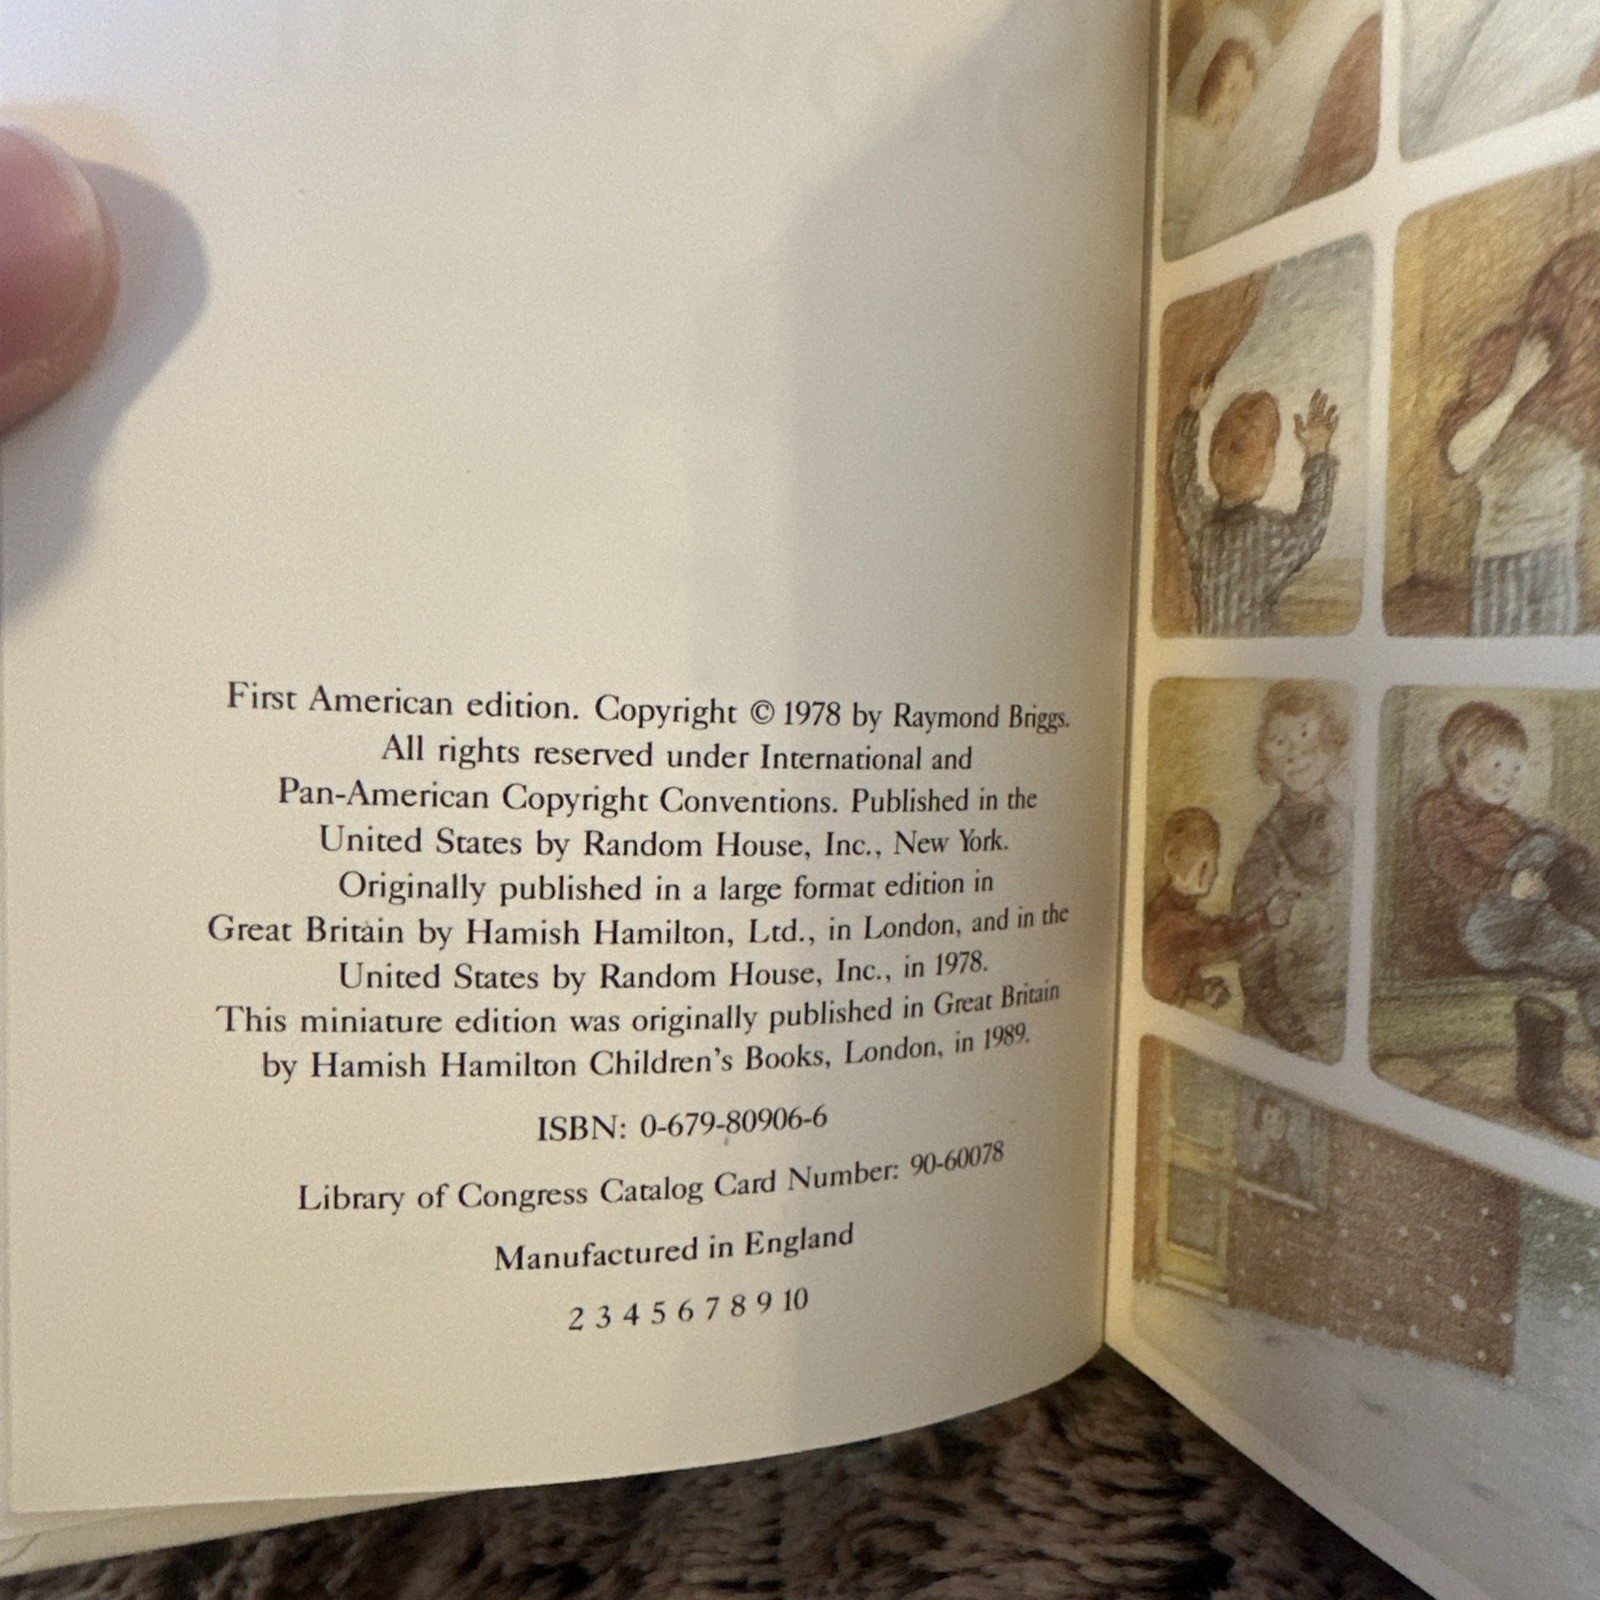 First American edition. Copyright © 1978 by Raymond Briggs.
All rights reserved under International and
Pan-American Copyright Conventions. Published in the
United States by Random House, Inc., New York.
Originally published in a large format edition in
Great Britain by Hamish Hamilton, Ltd., in London, and in the
United States by Random House, Inc., in 1978.
This miniature edition was originally published in Great Britain
by Hamish Hamilton Children's Books, London, in 1989.
ISBN: 0-679-80906-6
Library of Congress Catalog Card Number: 90-60078
Manufactured in England
2 3 4 5 6 7 8 9 10